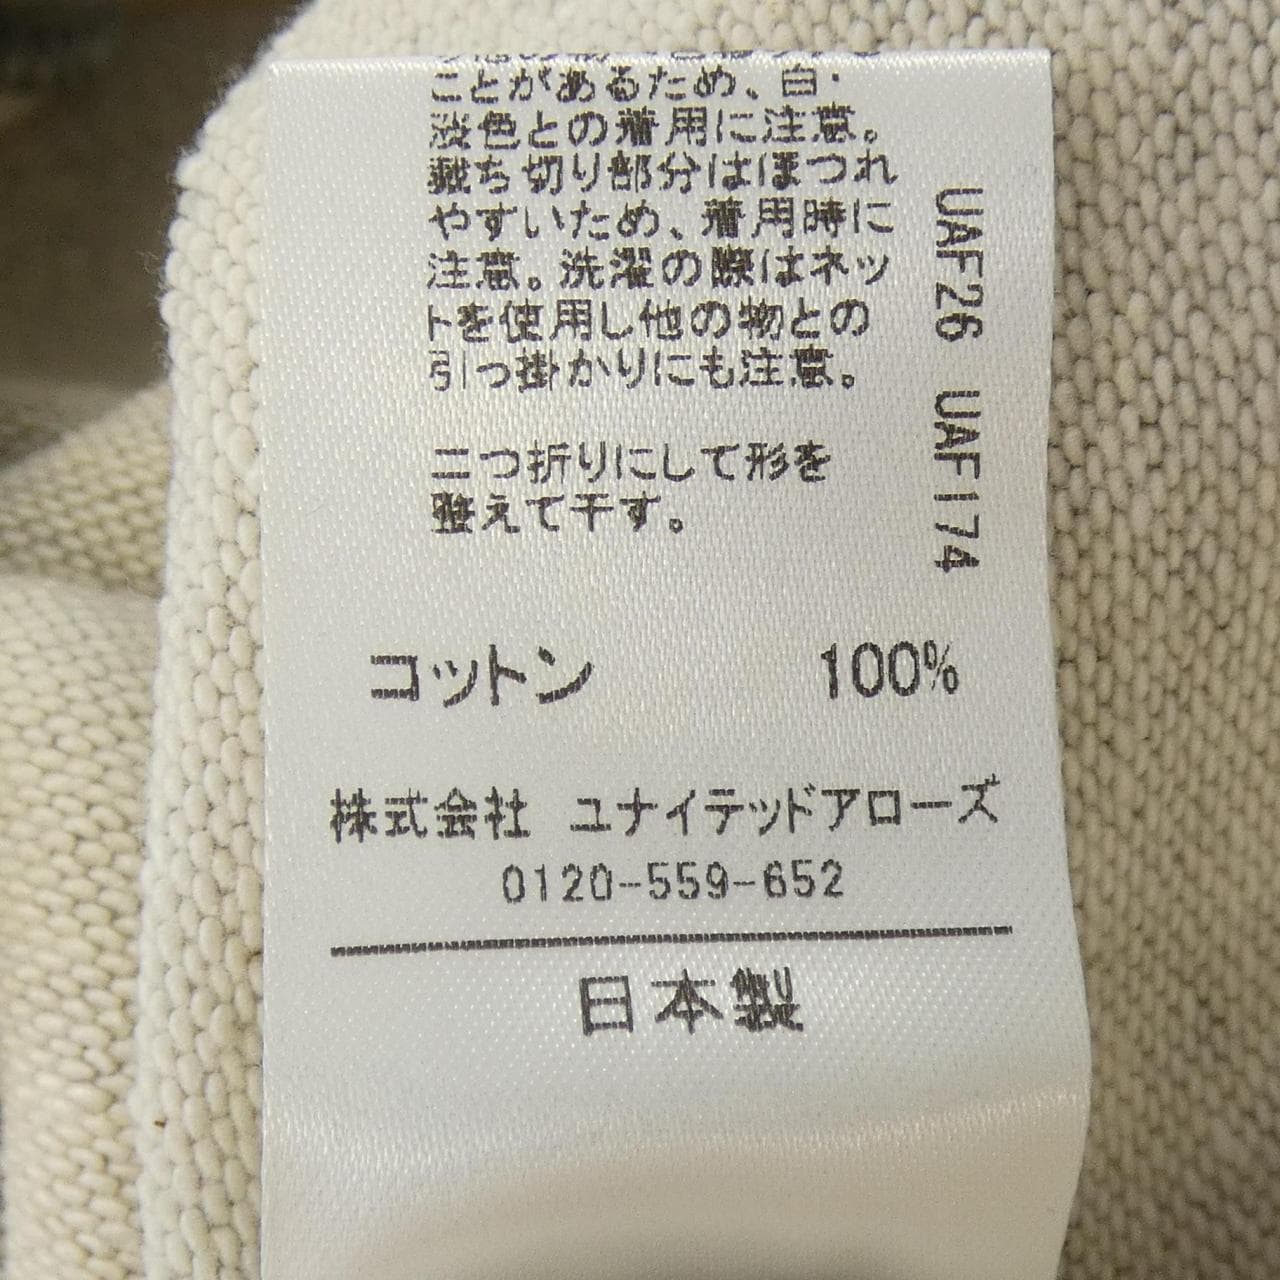 ことがあるため、白・
淡色との着用に注意。
裁ち切り部分はほつれ
やすいため、着用時に
注意。洗濯の際はネッ
トを使用し他の物との
引っ掛かりにも注意。
二つ折りにして形を
整えて干す。
UAF26 UAF174
コットン 100%
株式会社 ユナイテッドアローズ
0120-559-652
日本製